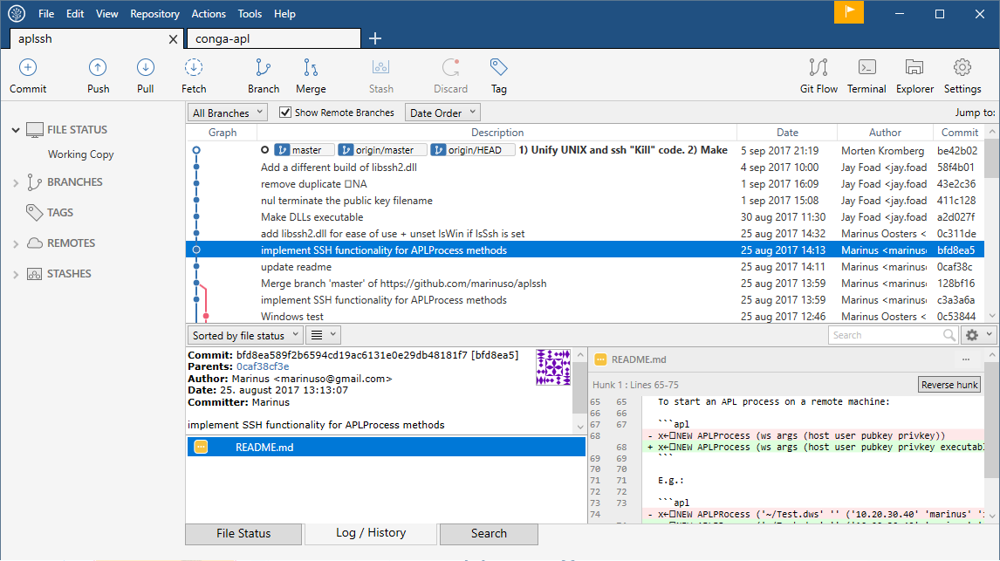 File Edit View Repository Actions Tools Help
aplssh conga-apl
Commit Push Pull Fetch Branch Merge Stash Discard Tag Git Flow Terminal Explorer Settings
FILE STATUS
Working Copy
BRANCHES
TAGS
REMOTES
STASHES
All Branches Show Remote Branches Date Order Jump to:
Graph Description Date Author Commit
master origin/master origin/HEAD 1) Unify UNIX and ssh "Kill" code. 2) Make 5 sep 2017 21:19 Morten Kromberg be42b02
Add a different build of libssh2.dll 4 sep 2017 10:00 Jay Foad <jay.foad 58f4b01
remove duplicate ⎕NA 1 sep 2017 16:09 Jay Foad <jay.foad 43e2c36
nul terminate the public key filename 1 sep 2017 15:08 Jay Foad <jay.foad 411c128
Make DLLs executable 30 aug 2017 11:30 Jay Foad <jay.foad a2d027f
add libssh2.dll for ease of use + unset IsWin if IsSsh is set 25 aug 2017 14:32 Marinus Oosters < 0c311de
implement SSH functionality for APLProcess methods 25 aug 2017 14:13 Marinus <marinus bfd8ea5
update readme 25 aug 2017 14:11 Marinus <marinus 0caf38c
Merge branch 'master' of https://github.com/marinuso/aplssh 25 aug 2017 13:59 Marinus <marinus 128bf16
implement SSH functionality for APLProcess methods 25 aug 2017 13:59 Marinus <marinus c3a3a6a
Windows test 25 aug 2017 12:46 Marinus Oosters < 0c53844
Sorted by file status Search
Commit: bfd8ea589f2b6594cd19ac6131e0e29db48181f7 [bfd8ea5]
Parents: 0caf38cf3e
Author: Marinus <marinuso@gmail.com>
Date: 25. august 2017 13:13:07
Committer: Marinus
implement SSH functionality for APLProcess methods
README.md
README.md
Hunk 1 : Lines 65-75 Reverse hunk
65 65 To start an APL process on a remote machine:
66 66
67 67 ```apl
68 - x←⎕NEW APLProcess (ws args (host user pubkey privkey))
68 + x←⎕NEW APLProcess (ws args (host user pubkey privkey executabl
69 69 ```
70 70
71 71 E.g.:
72 72
73 73 ```apl
74 - x←⎕NEW APLPRocess ('~/Test.dws' '' ('10.20.30.40' 'marinus'
File Status Log / History Search